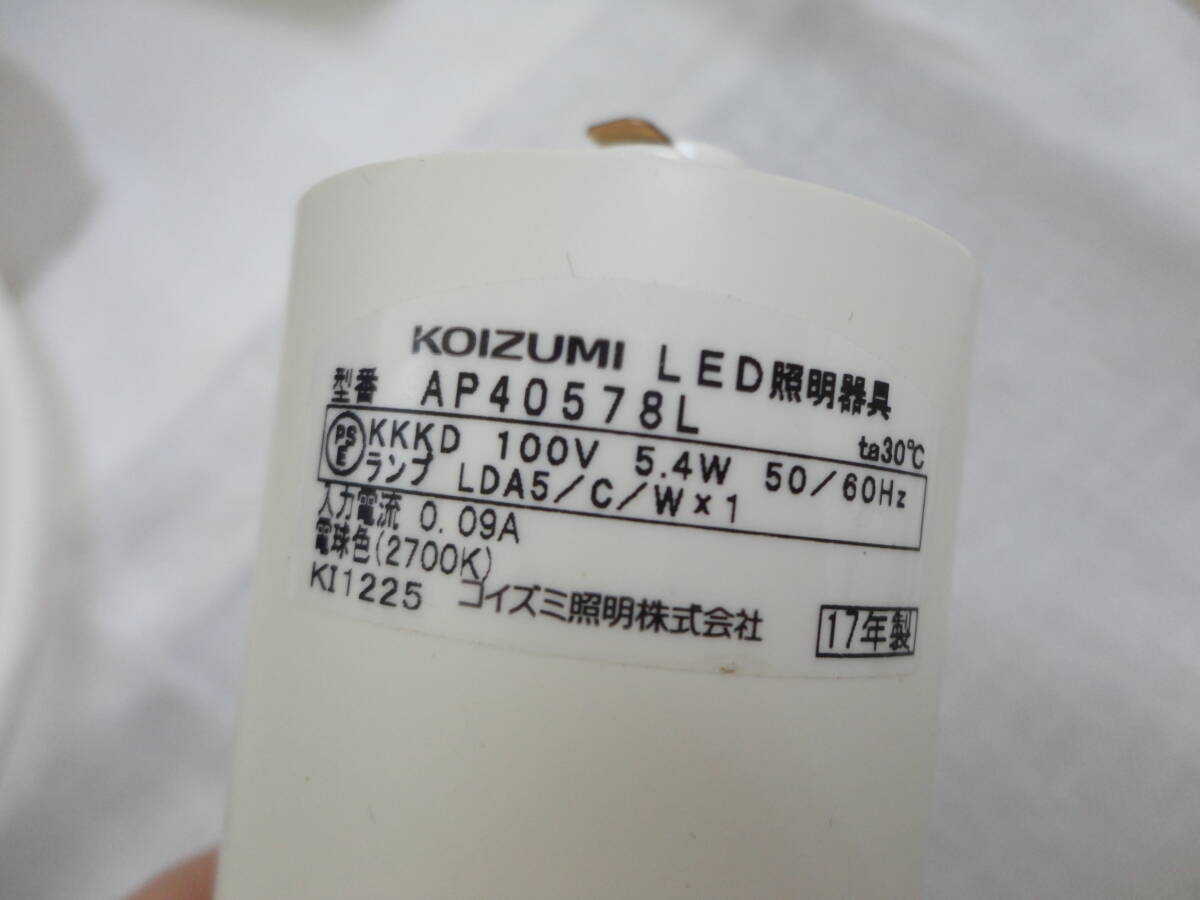 KOIZUMI LED照明器具
型番 AP40578L ta30℃
PSE KKKD 100V 5.4W 50/60Hz
ランプ LDA5/C/W×1
入力電流 0.09A
電球色(2700K)
KI1225 コイズミ照明株式会社 17年製